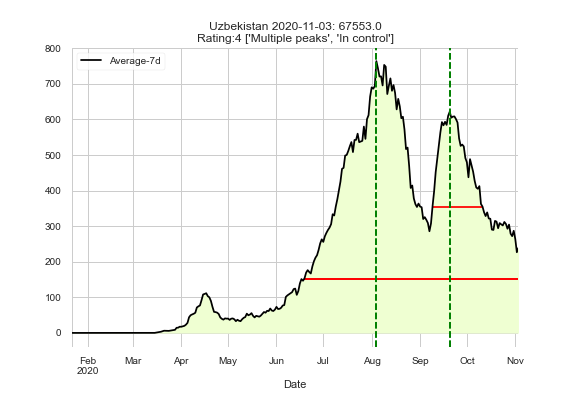 Uzbekistan 2020-11-03: 67553.0
Rating:4 ['Multiple peaks', 'In control']
800
Average-7d
700
600
500
400
300
200
100
0
Feb Mar Apr May Jun Jul Aug Sep Oct Nov
2020
Date